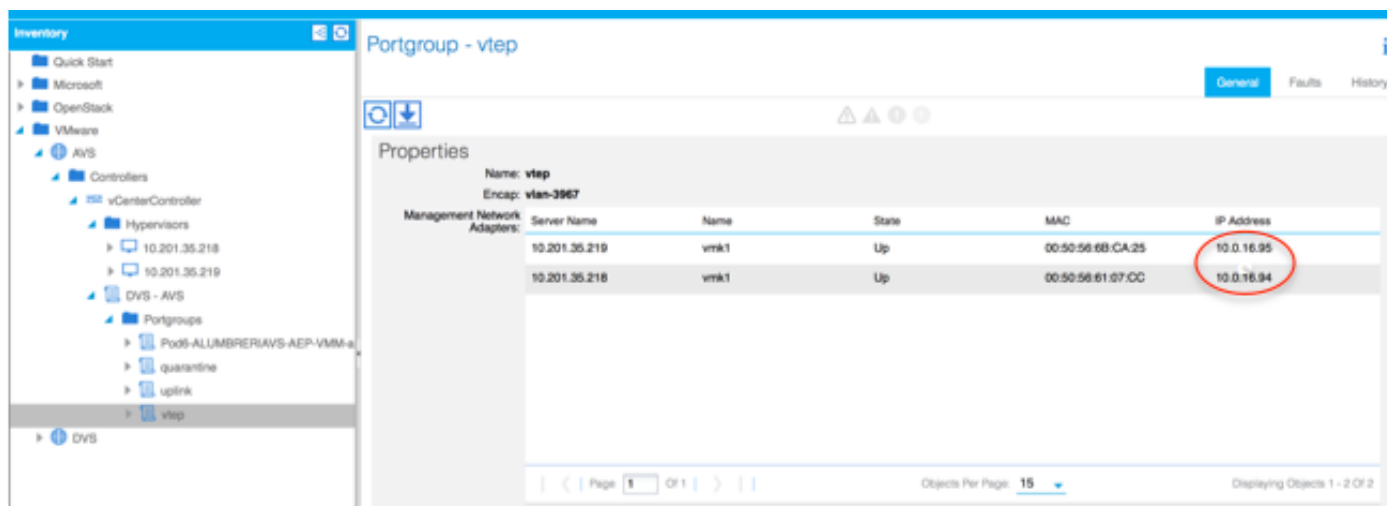 Inventory
Quick Start
Microsoft
OpenStack
VMware
AVS
Controllers
vCenterController
Hypervisors
10.201.35.218
10.201.35.219
DVS - AVS
Portgroups
Pod6-ALUMBRERIAVS-AEP-VMM-a
quarantine
uplink
vtep
DVS
Portgroup - vtep
i
General Faults History
Properties
Name: vtep
Encap: vlan-3967
Management Network Adapters:
Server Name Name State MAC IP Address
10.201.35.219 vmk1 Up 00:50:56:6B:CA:25 10.0.16.95
10.201.35.218 vmk1 Up 00:50:56:61:07:CC 10.0.16.94
Page 1 Of 1 Objects Per Page: 15 Displaying Objects 1 - 2 Of 2